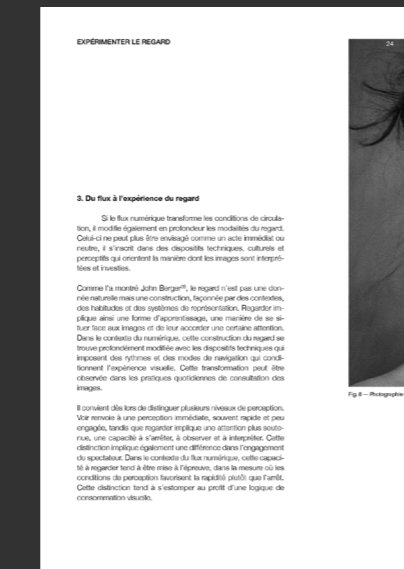 EXPÉRIMENTER LE REGARD
24
3. Du flux à l'expérience du regard
Si le flux numérique transforme les conditions de circula-
tion, il modifie également en profondeur les modalités du regard.
Celui-ci ne peut plus être envisagé comme un acte immédiat ou
neutre, il s'inscrit dans des dispositifs techniques, culturels et
perceptifs qui orientent la manière dont les images sont interpré-
tées et investies.
Comme l'a montré John Berger, le regard n'est pas une don-
née naturelle mais une construction, façonnée par des contextes,
des habitudes et des systèmes de représentation. Regarder im-
plique ainsi une forme d'apprentissage, une manière de se si-
tuer face aux images et de leur accorder une certaine attention.
Dans le contexte du numérique, cette construction du regard se
trouve profondément modifiée avec les dispositifs techniques qui
imposent des rythmes et des modes de navigation qui condi-
tionnent l'expérience visuelle. Cette transformation peut être
observée dans les pratiques quotidiennes de consultation des
images.
Il convient dès lors de distinguer plusieurs niveaux de perception.
Voir renvoie à une perception immédiate, souvent rapide et peu
engagée, tandis que regarder implique une attention plus soute-
nue, une capacité à s'arrêter, à observer et à interpréter. Cette
distinction implique également une différence dans l'engagement
du spectateur. Dans le contexte du flux numérique, cette capaci-
té à regarder tend à être mise à l'épreuve, dans la mesure où les
conditions de perception favorisent la rapidité plutôt que l'arrêt.
Cette distinction tend à s'estomper au profit d'une logique de
consommation visuelle.
Fig. 8 — Photographie